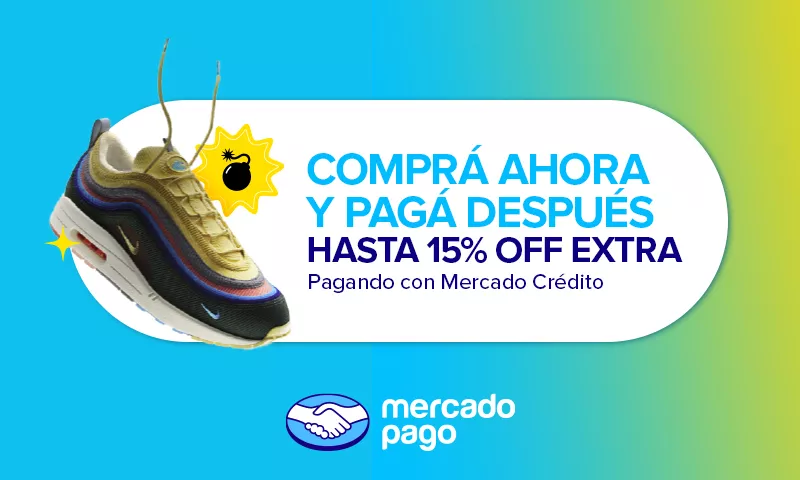 COMPRÁ AHORA
Y PAGÁ DESPUÉS
HASTA 15% OFF EXTRA
Pagando con Mercado Crédito
mercado
pago